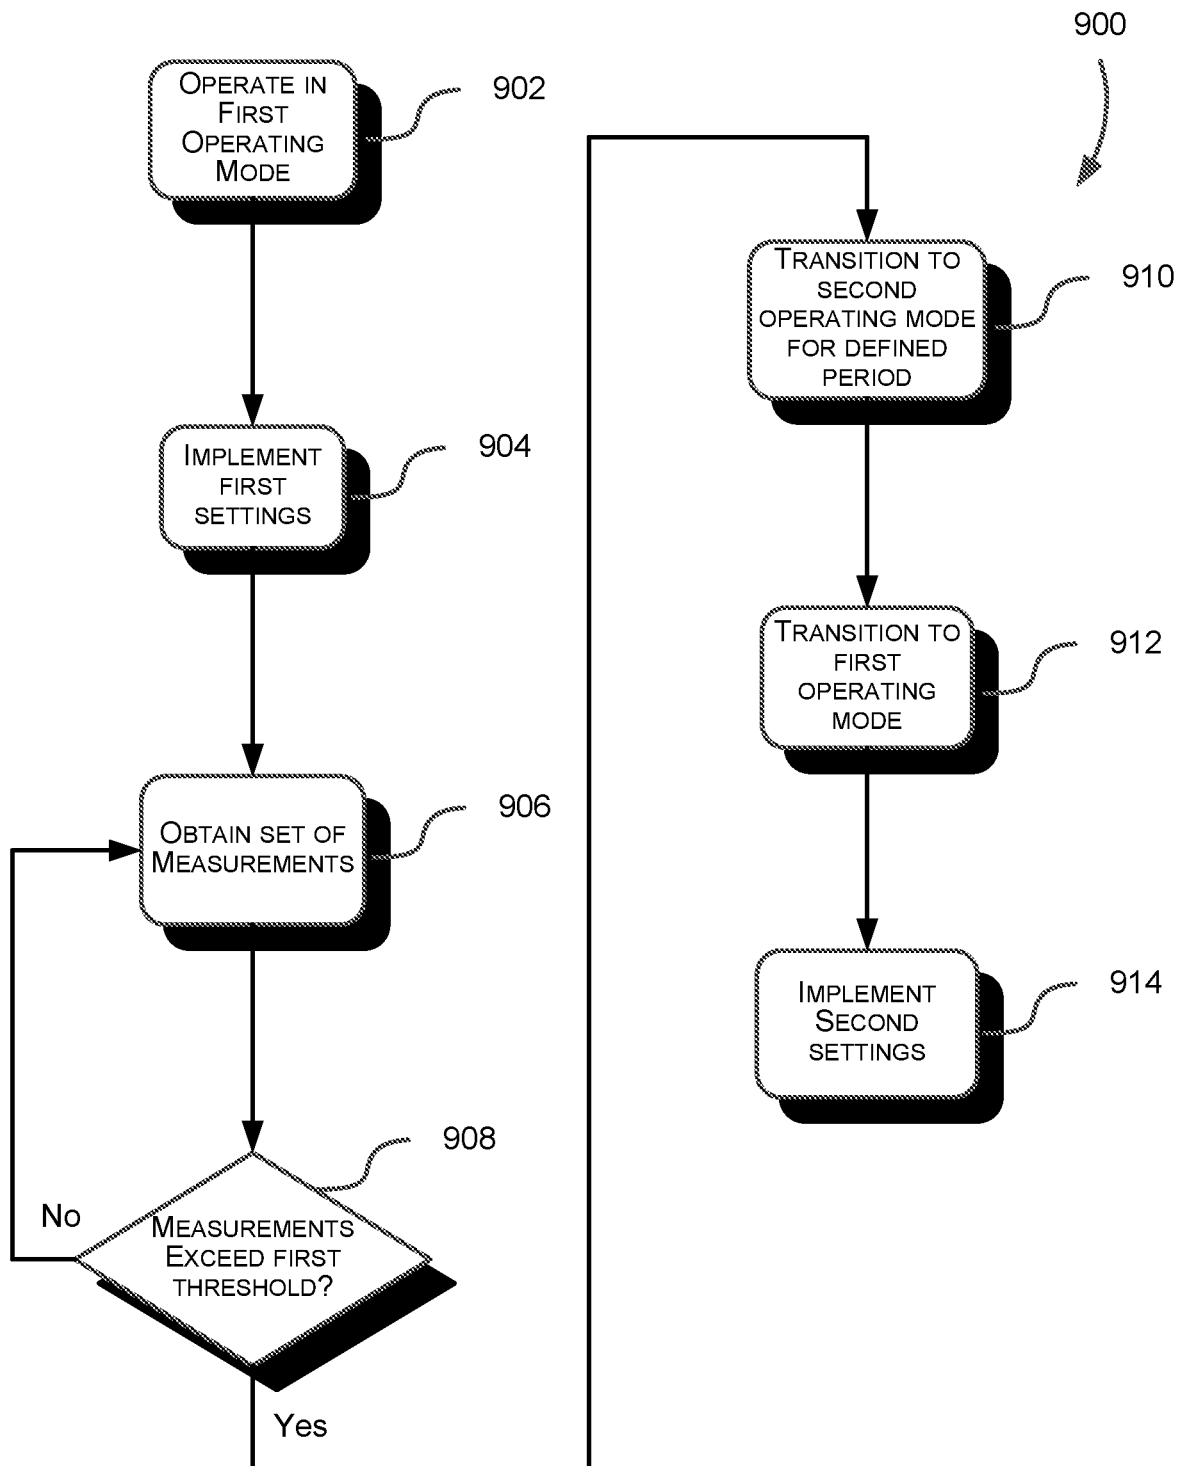 900
Operate in
First
Operating
Mode
902
Implement
first
settings
904
Obtain set of
Measurements
906
Measurements
Exceed first
threshold?
908
No
Yes
Transition to
second
operating mode
for defined
period
910
Transition to
first
operating
mode
912
Implement
Second
settings
914